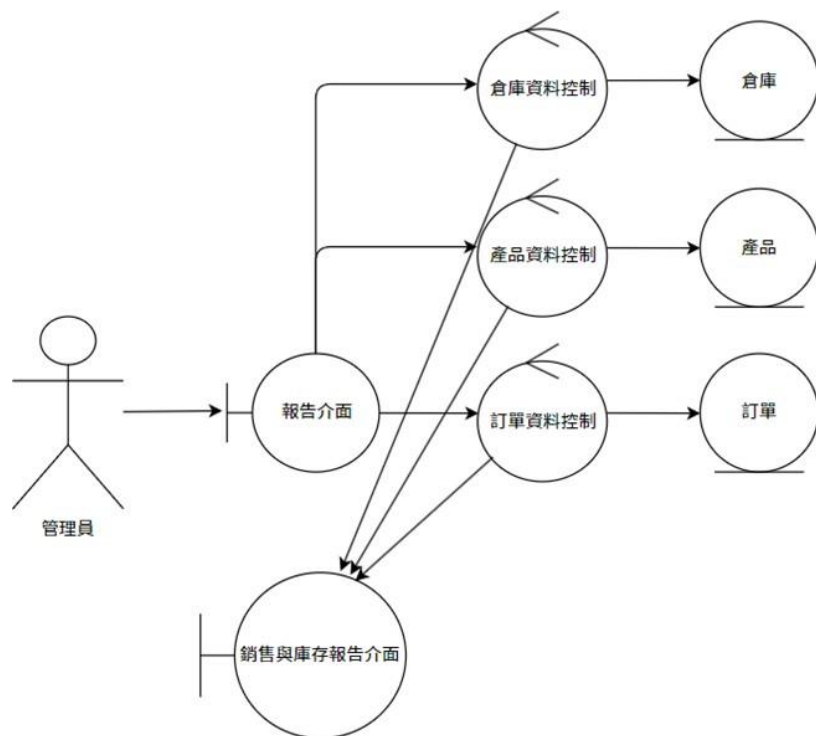 倉庫資料控制
倉庫
產品資料控制
產品
報告介面
訂單資料控制
訂單
管理員
銷售與庫存報告介面